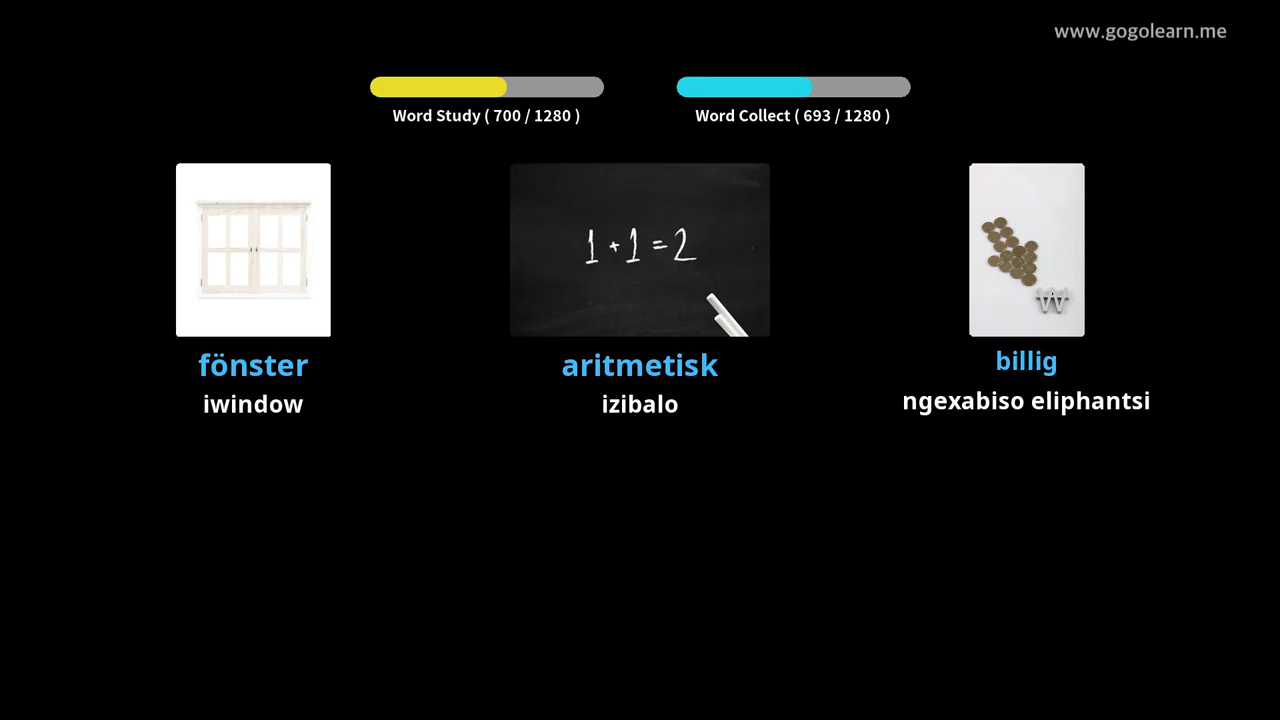 www.gogolearn.me
Word Study ( 700 / 1280 )
Word Collect ( 693 / 1280 )
1 + 1 = 2
₩
fönster
aritmetisk
billig
iwindow
izibalo
ngexabiso eliphantsi